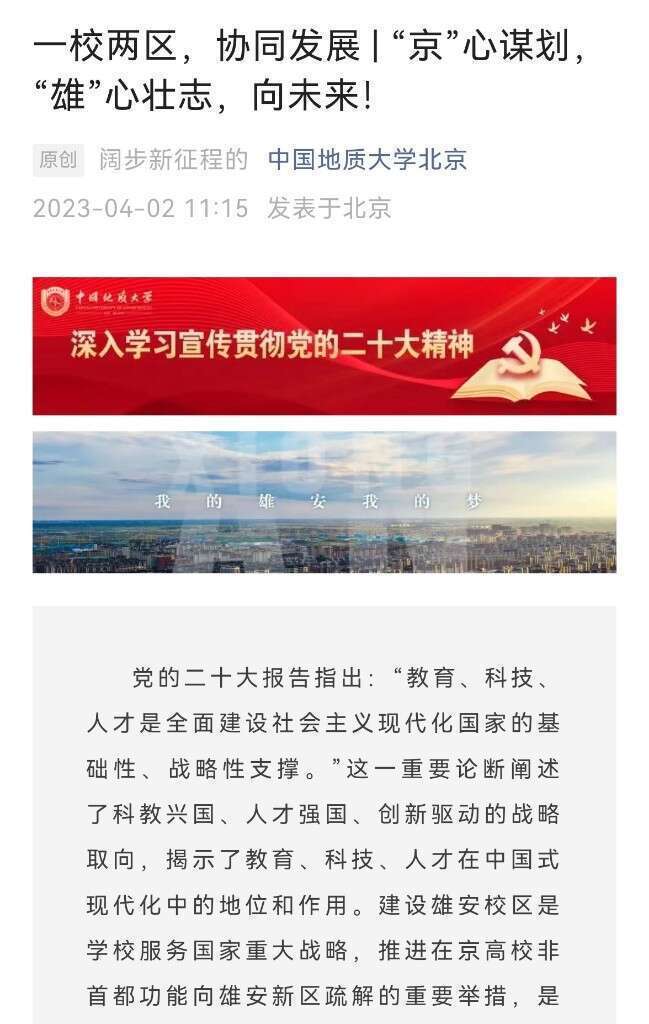 一校两区，协同发展 | “京”心谋划，
“雄”心壮志，向未来！
原创 阔步新征程的 中国地质大学北京
2023-04-02 11:15 发表于北京
中国地质大学
深入学习宣传贯彻党的二十大精神
我的雄安我的梦
党的二十大报告指出：“教育、科技、
人才是全面建设社会主义现代化国家的基
础性、战略性支撑。”这一重要论断阐述
了科教兴国、人才强国、创新驱动的战略
取向，揭示了教育、科技、人才在中国式
现代化中的地位和作用。建设雄安校区是
学校服务国家重大战略，推进在京高校非
首都功能向雄安新区疏解的重要举措，是